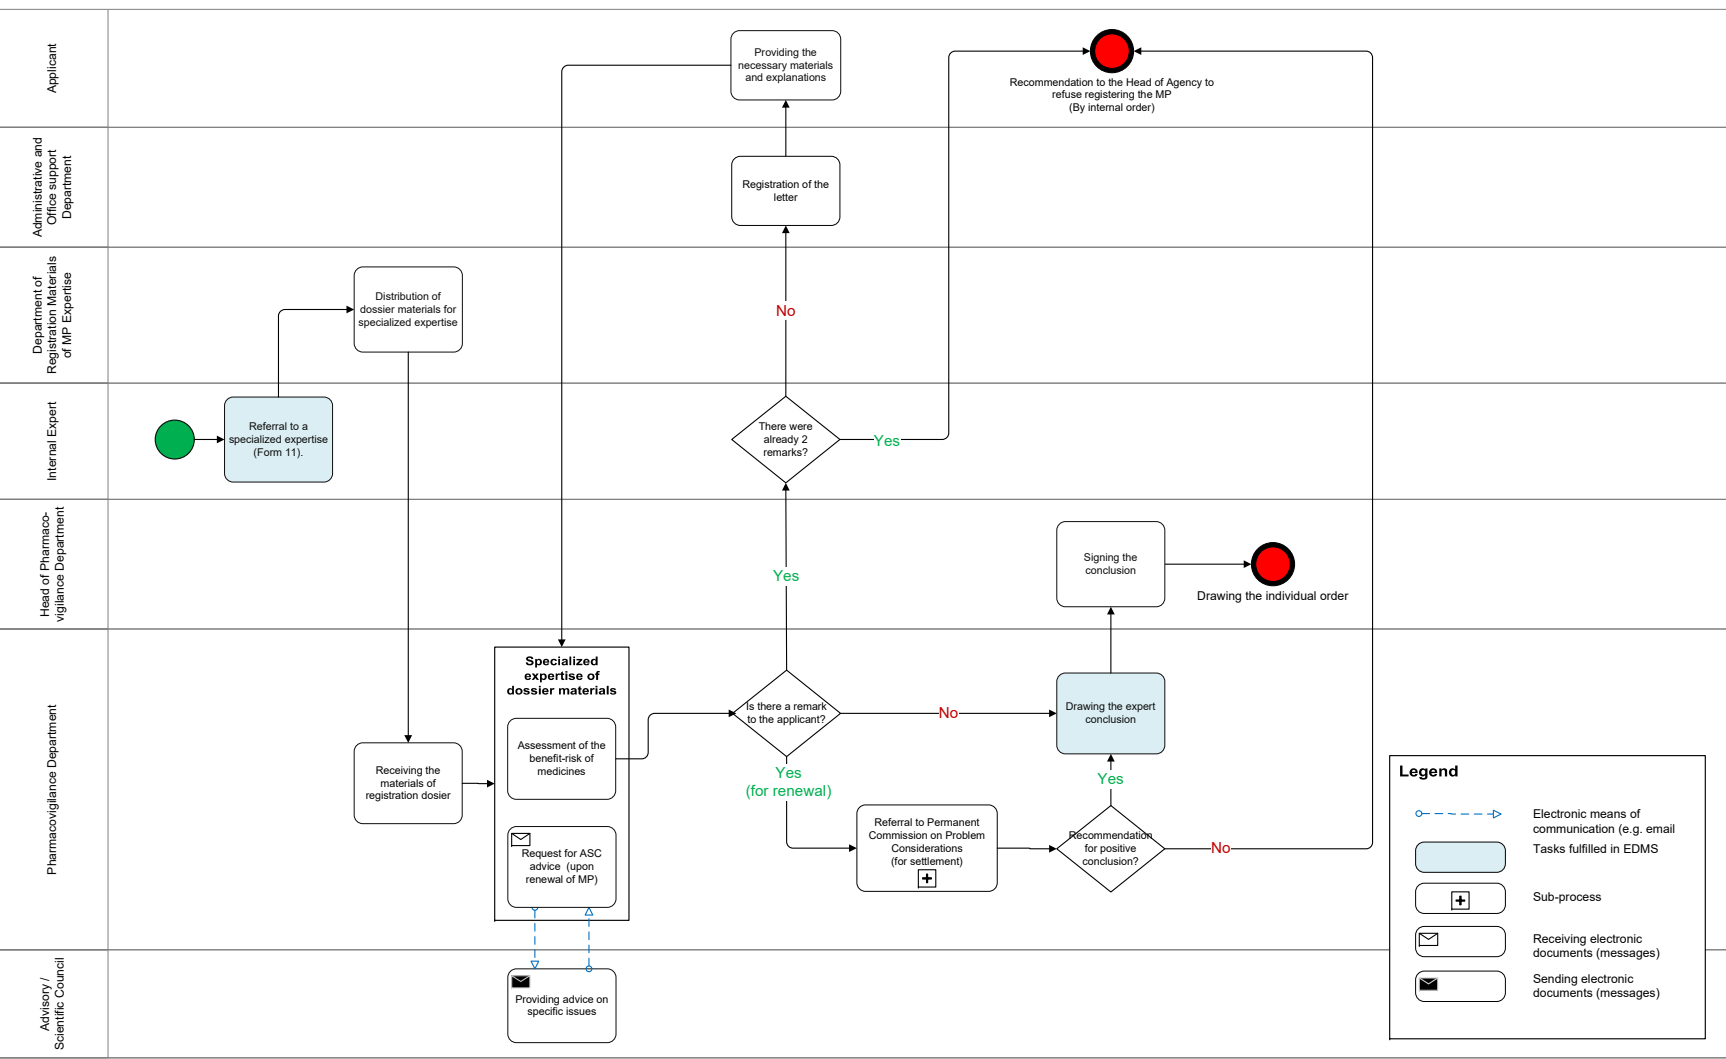 Applicant
Providing the
necessary materials
and explanations
Recommendation to the Head of Agency to
refuse registering the MP
(By internal order)
Administrative and
Office support
Department
Registration of the
letter
Department of
Registration Materials
of MP Expertise
Distribution of
dossier materials for
specialized expertise
No
Internal Expert
Referral to a
specialized expertise
(Form 11).
There were
already 2
remarks?
Yes
Head of Pharmaco-
vigilance Department
Yes
Signing the
conclusion
Drawing the individual order
Pharmacovigilance Department
Receiving the
materials of
registration dosier
Specialized
expertise of
dossier materials
Assessment of the
benefit-risk of
medicines
Request for ASC
advice (upon
renewal of MP)
Is there a remark
to the applicant?
No
Drawing the expert
conclusion
Yes
(for renewal)
Referral to Permanent
Commission on Problem
Considerations
(for settlement)
Yes
Recommendation
for positive
conclusion?
No
Advisory /
Scientific Council
Providing advice on
specific issues
Legend
Electronic means of
communication (e.g. email
Tasks fulfilled in EDMS
Sub-process
Receiving electronic
documents (messages)
Sending electronic
documents (messages)